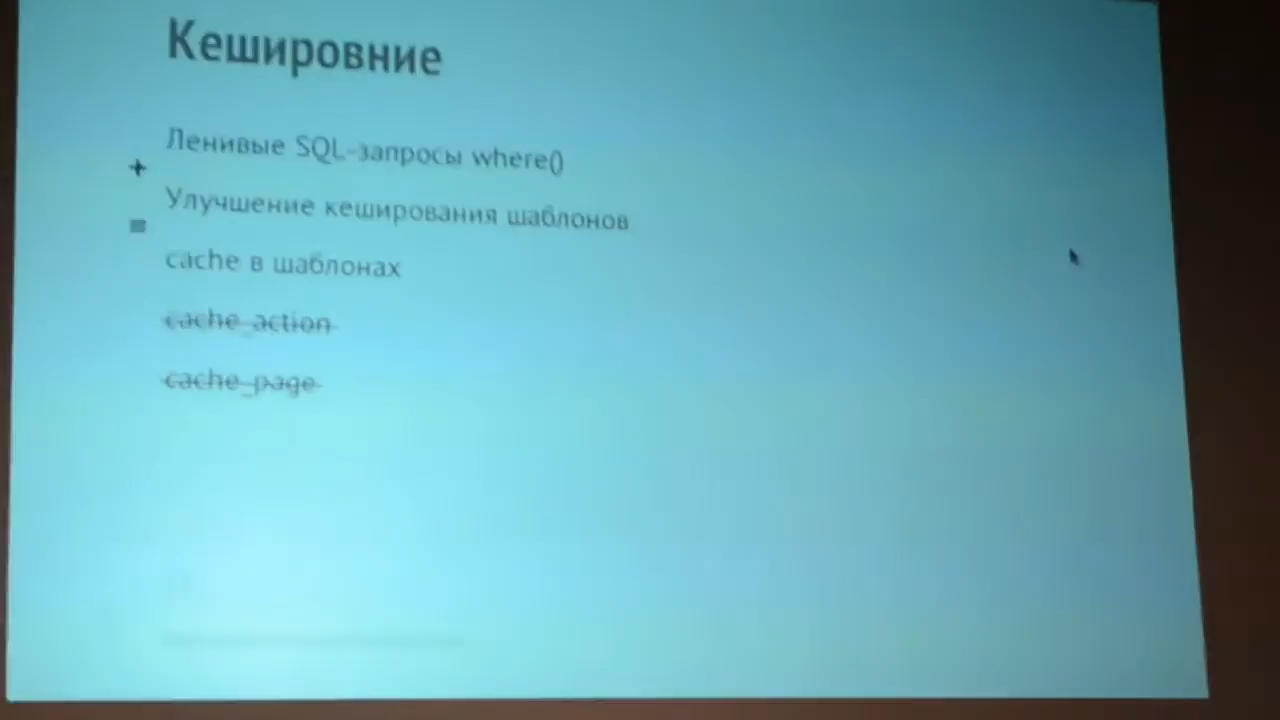 Кешировние
Ленивые SQL-запросы where()
Улучшение кеширования шаблонов
cache в шаблонах
cache_action
cache_page